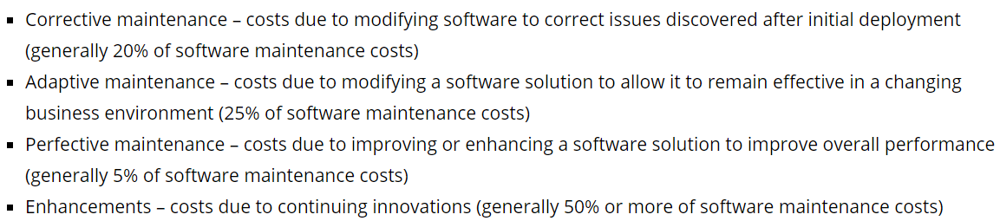 ▪ Corrective maintenance – costs due to modifying software to correct issues discovered after initial deployment
(generally 20% of software maintenance costs)
▪ Adaptive maintenance – costs due to modifying a software solution to allow it to remain effective in a changing
business environment (25% of software maintenance costs)
▪ Perfective maintenance – costs due to improving or enhancing a software solution to improve overall performance
(generally 5% of software maintenance costs)
▪ Enhancements – costs due to continuing innovations (generally 50% or more of software maintenance costs)